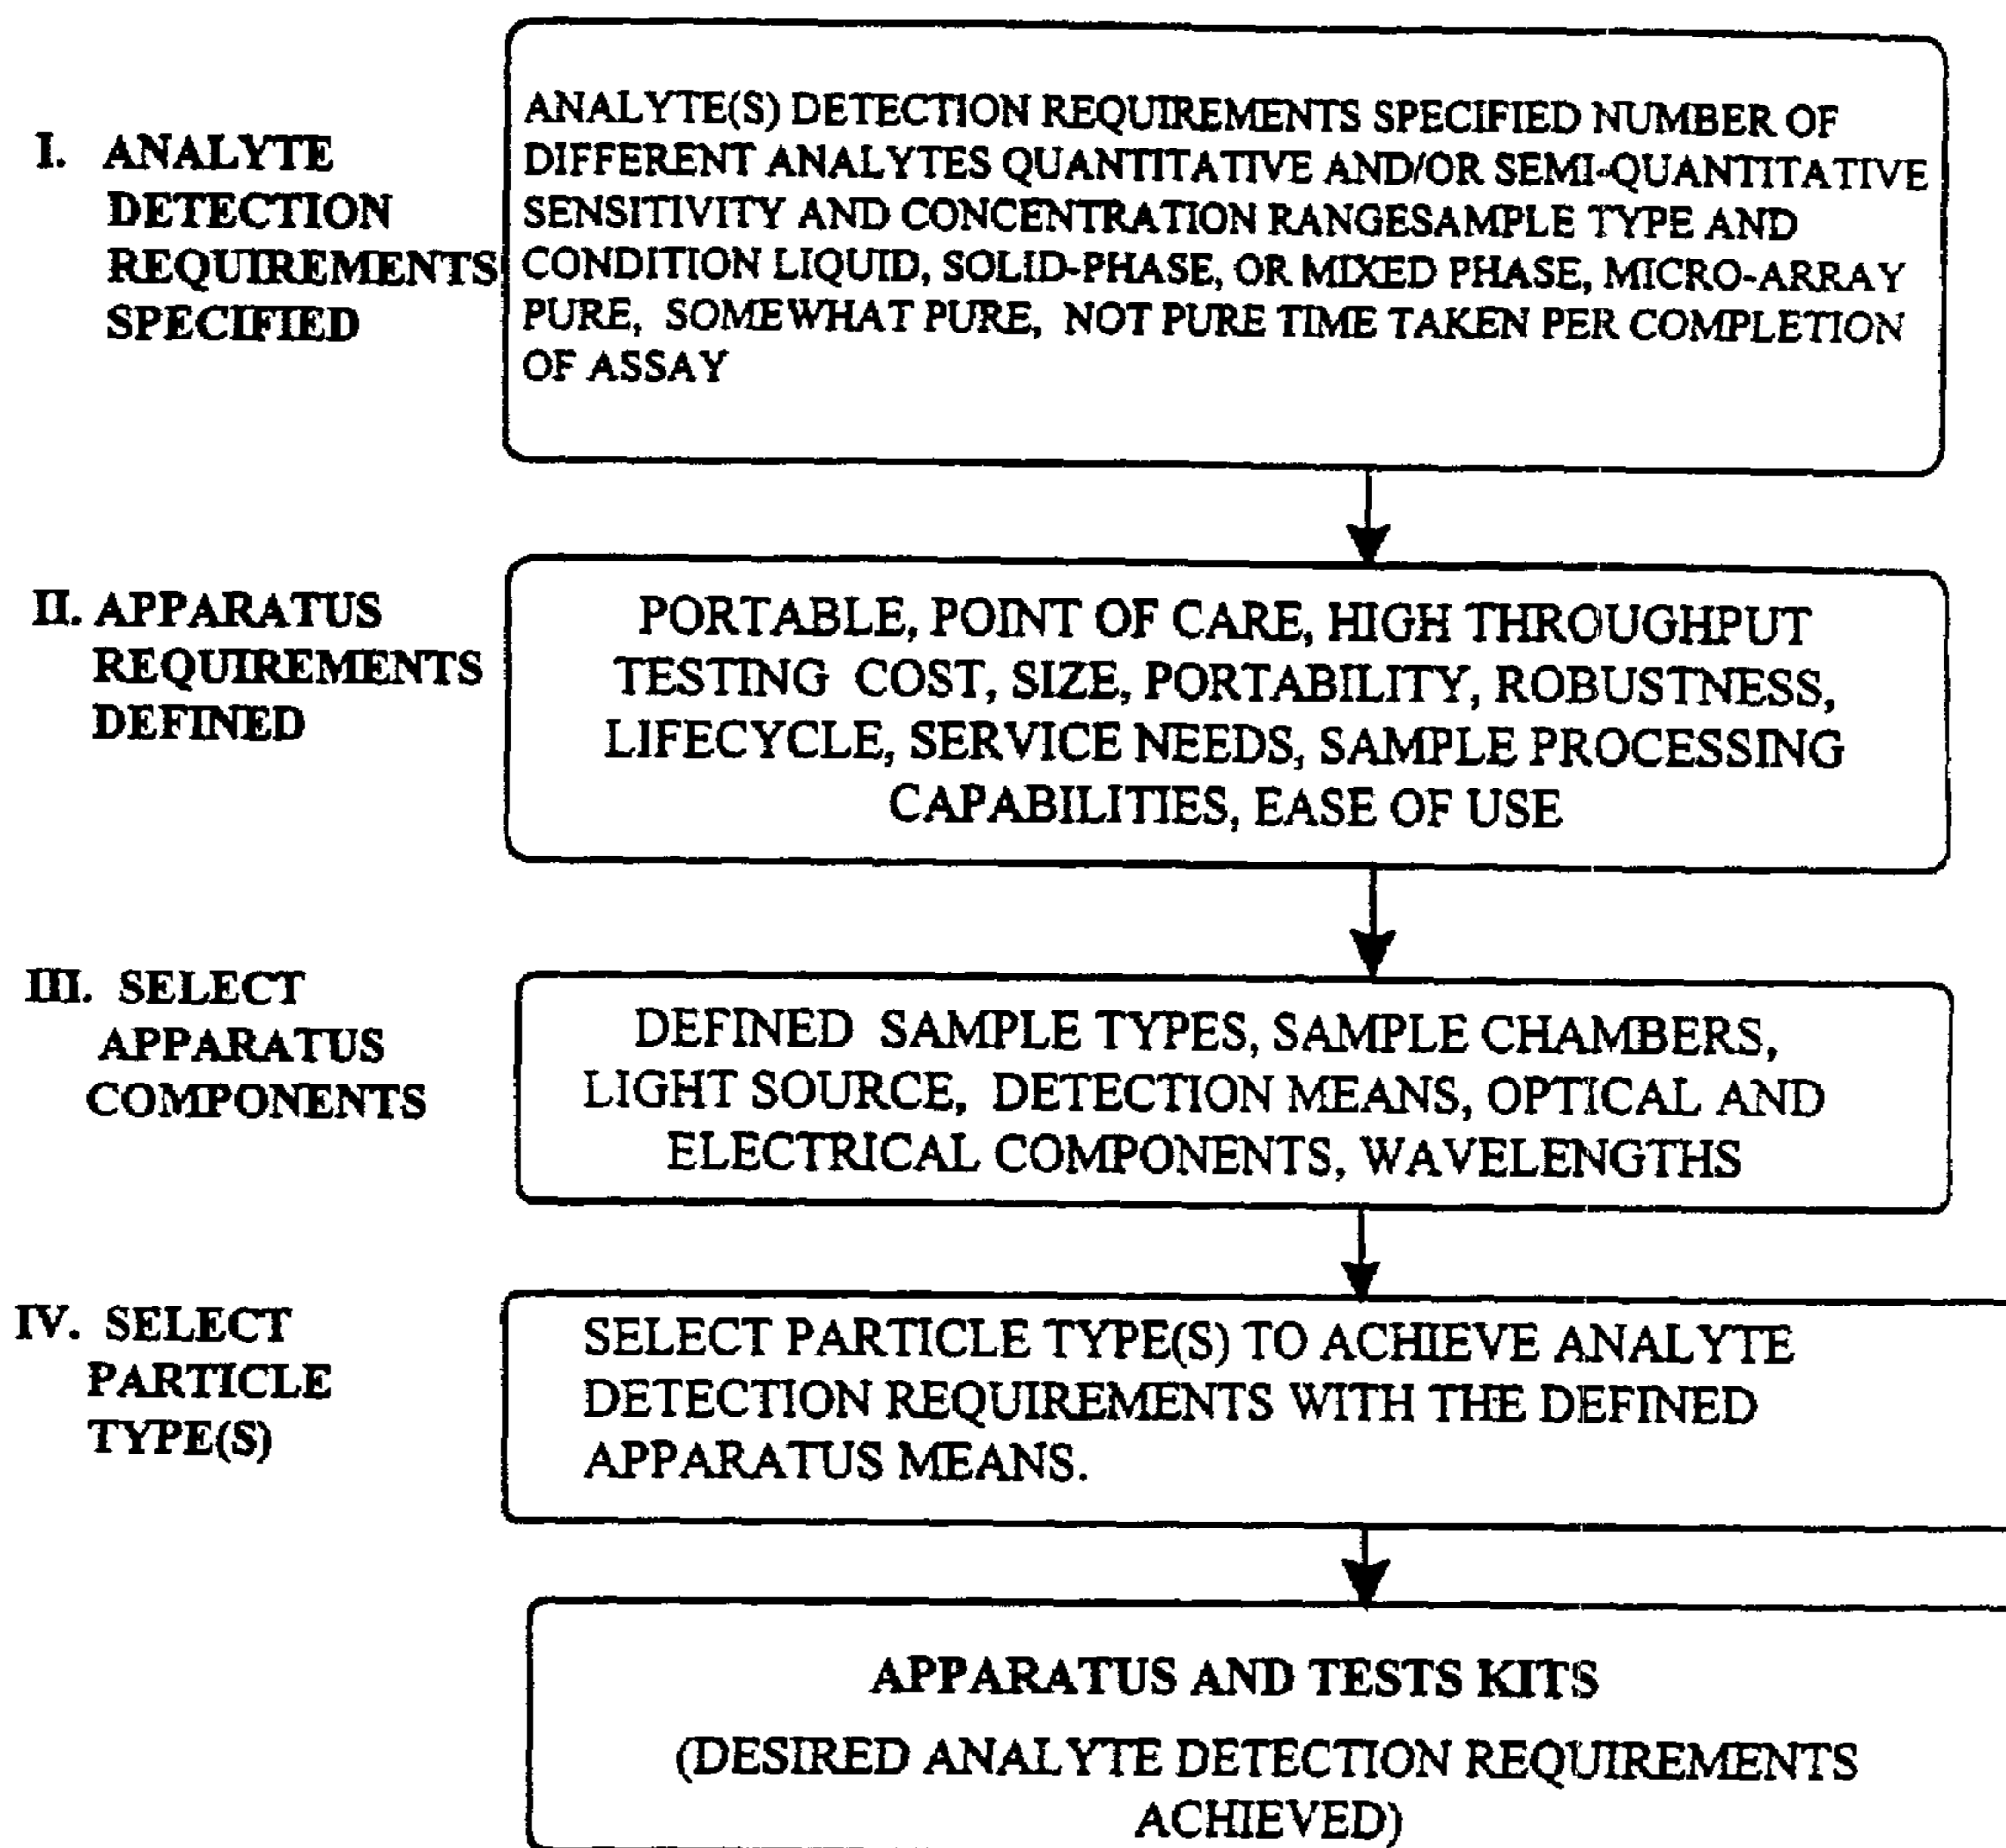 I. ANALYTE
DETECTION
REQUIREMENTS
SPECIFIED
ANALYTE(S) DETECTION REQUIREMENTS SPECIFIED NUMBER OF
DIFFERENT ANALYTES QUANTITATIVE AND/OR SEMI-QUANTITATIVE
SENSITIVITY AND CONCENTRATION RANGESAMPLE TYPE AND
CONDITION LIQUID, SOLID-PHASE, OR MIXED PHASE, MICRO-ARRAY
PURE, SOMEWHAT PURE, NOT PURE TIME TAKEN PER COMPLETION
OF ASSAY
II. APPARATUS
REQUIREMENTS
DEFINED
PORTABLE, POINT OF CARE, HIGH THROUGHPUT
TESTING COST, SIZE, PORTABILITY, ROBUSTNESS,
LIFECYCLE, SERVICE NEEDS, SAMPLE PROCESSING
CAPABILITIES, EASE OF USE
III. SELECT
APPARATUS
COMPONENTS
DEFINED SAMPLE TYPES, SAMPLE CHAMBERS,
LIGHT SOURCE, DETECTION MEANS, OPTICAL AND
ELECTRICAL COMPONENTS, WAVELENGTHS
IV. SELECT
PARTICLE
TYPE(S)
SELECT PARTICLE TYPE(S) TO ACHIEVE ANALYTE
DETECTION REQUIREMENTS WITH THE DEFINED
APPARATUS MEANS.
APPARATUS AND TESTS KITS
(DESIRED ANALYTE DETECTION REQUIREMENTS
ACHIEVED)